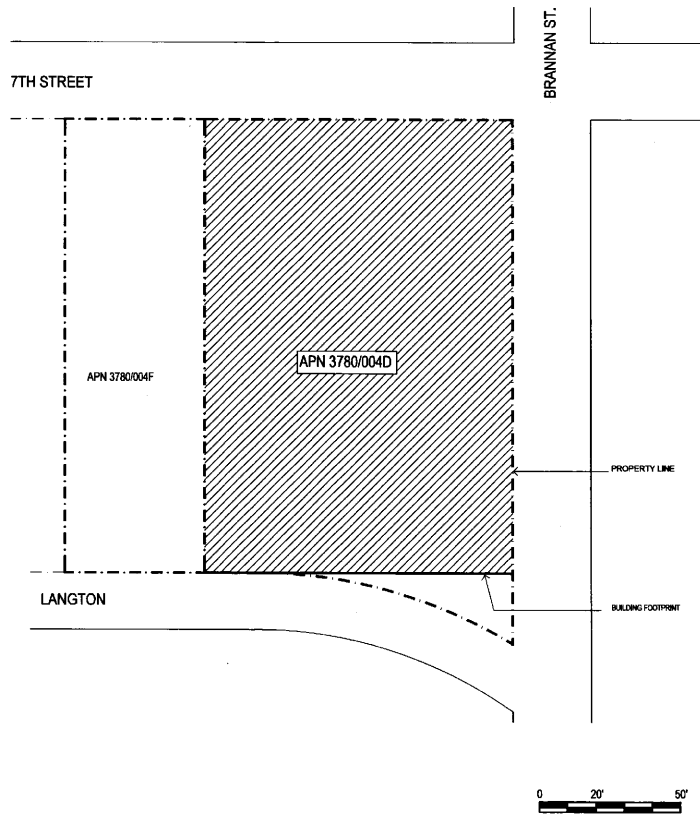 BRANNAN ST.
7TH STREET
APN 3780/004D
APN 3780/004F
PROPERTY LINE
LANGTON
BUILDING FOOTPRINT
0 20' 50'